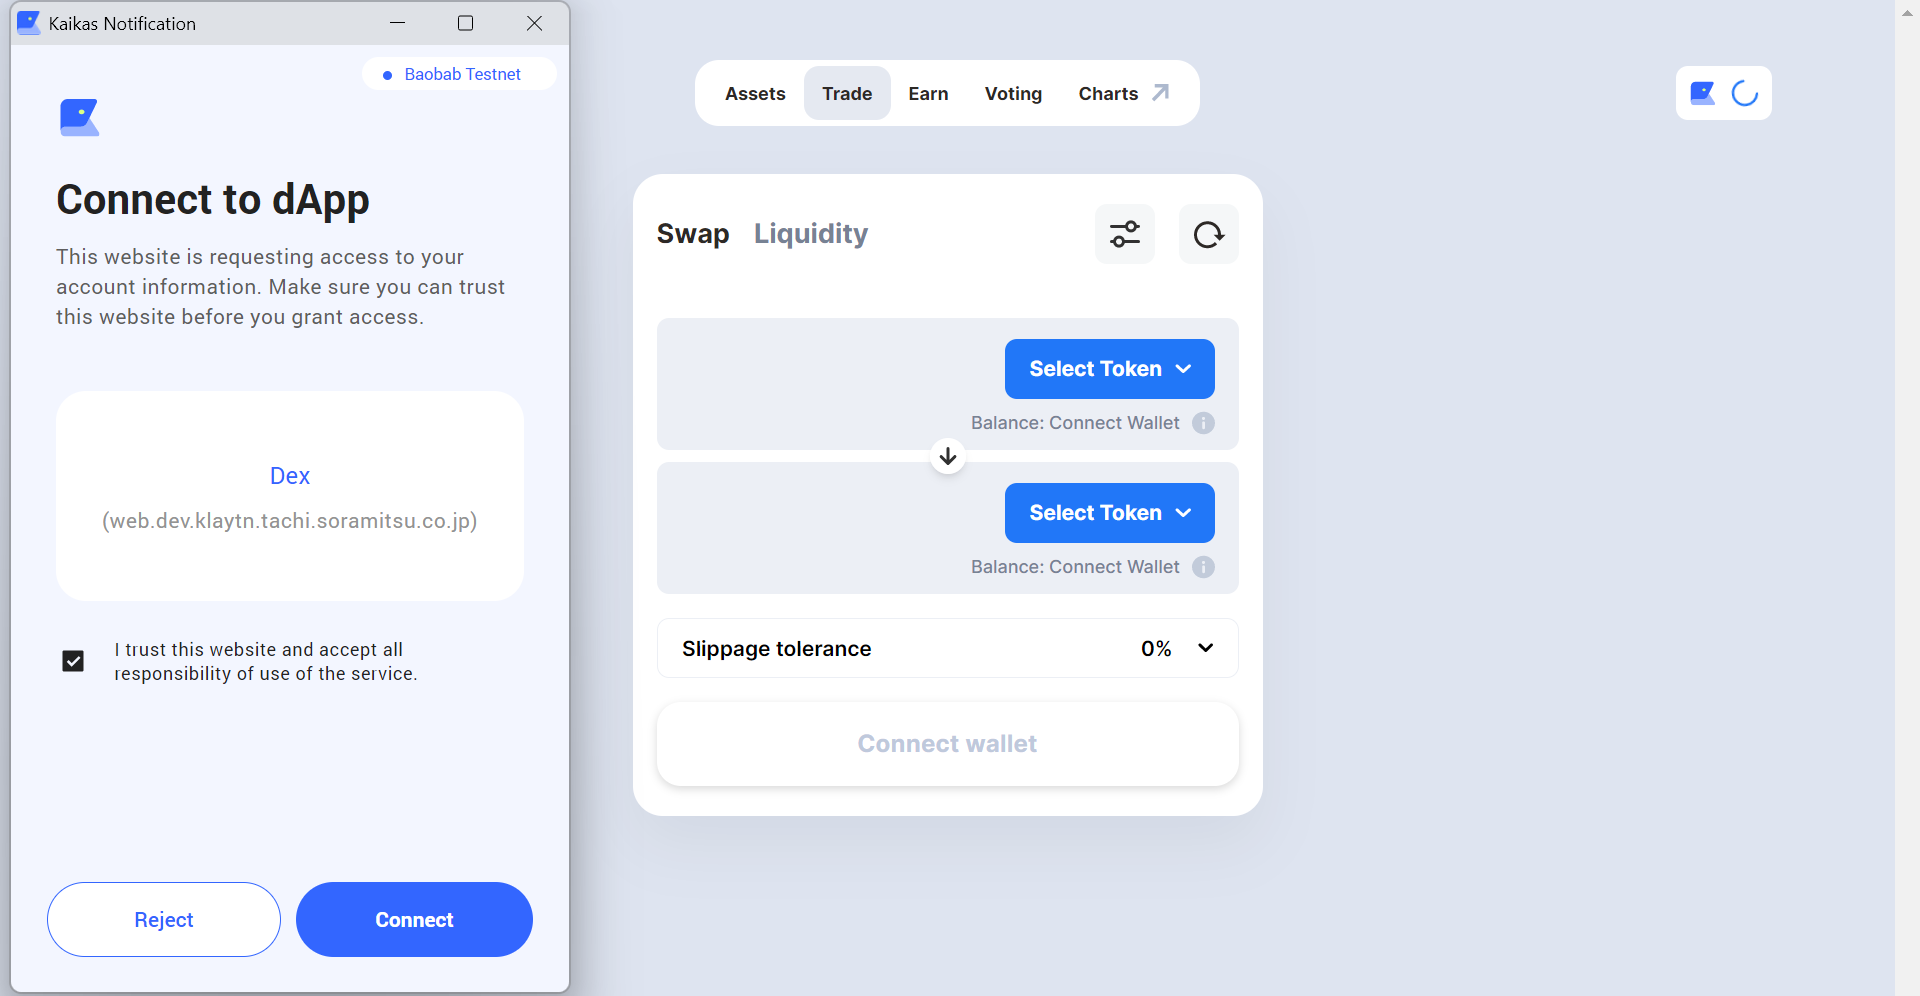 Kaikas Notification
Baobab Testnet
Connect to dApp
This website is requesting access to your
account information. Make sure you can trust
this website before you grant access.
Dex
(web.dev.klaytn.tachi.soramitsu.co.jp)
I trust this website and accept all
responsibility of use of the service.
Reject
Connect
Assets
Trade
Earn
Voting
Charts
Swap
Liquidity
Select Token
Balance: Connect Wallet
Select Token
Balance: Connect Wallet
Slippage tolerance
0%
Connect wallet